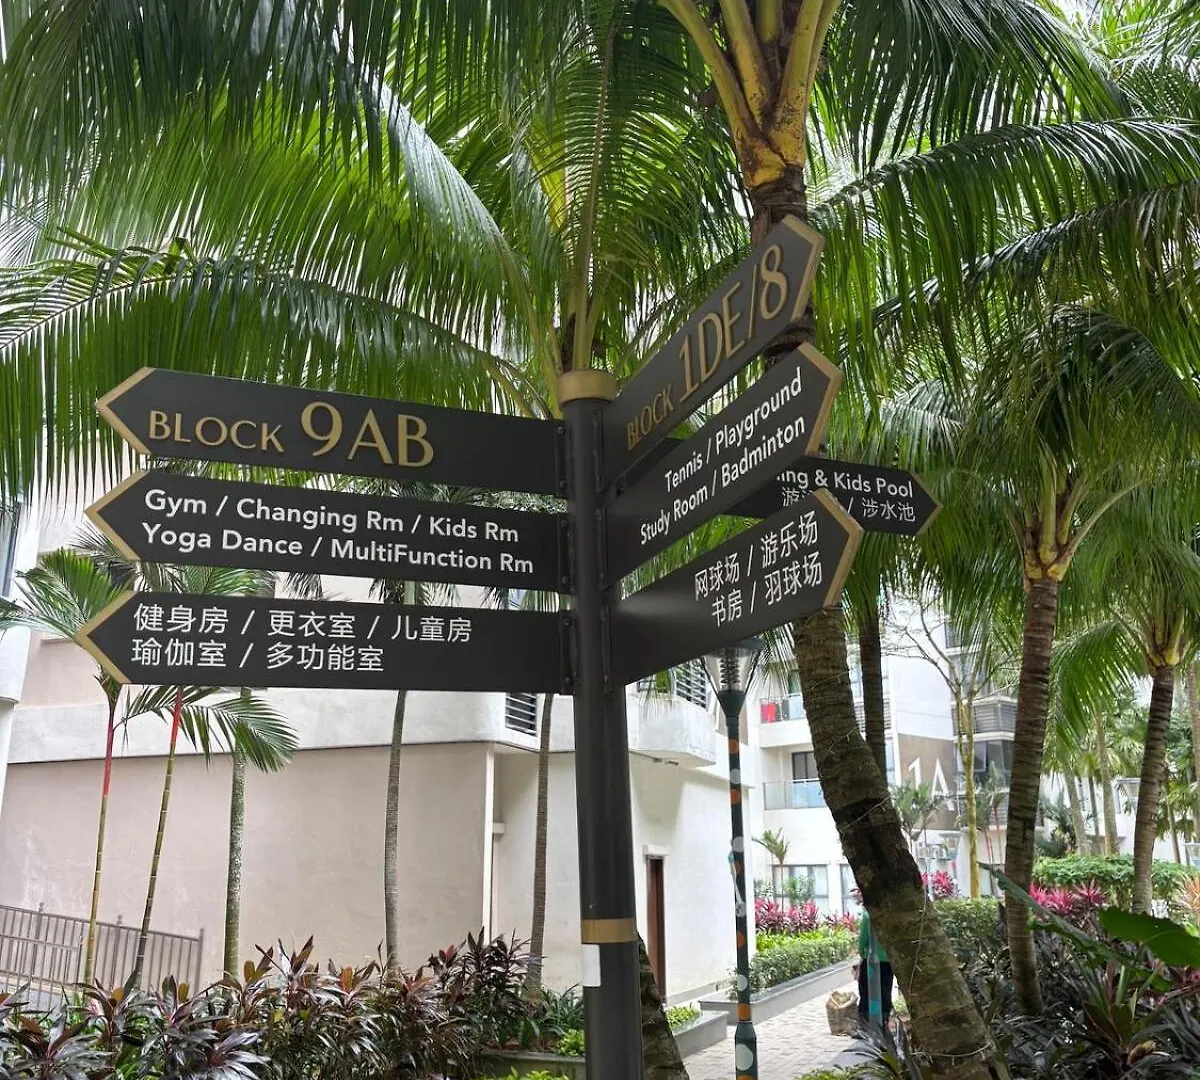 BLOCK 9AB
Gym / Changing Rm / Kids Rm
Yoga Dance / MultiFunction Rm
健身房 / 更衣室 / 儿童房
瑜伽室 / 多功能室
BLOCK 1DE/8
Tennis / Playground
Study Room / Badminton
网球场 / 游乐场
书房 / 羽球场
& Kids Pool
/ 涉水池
1A